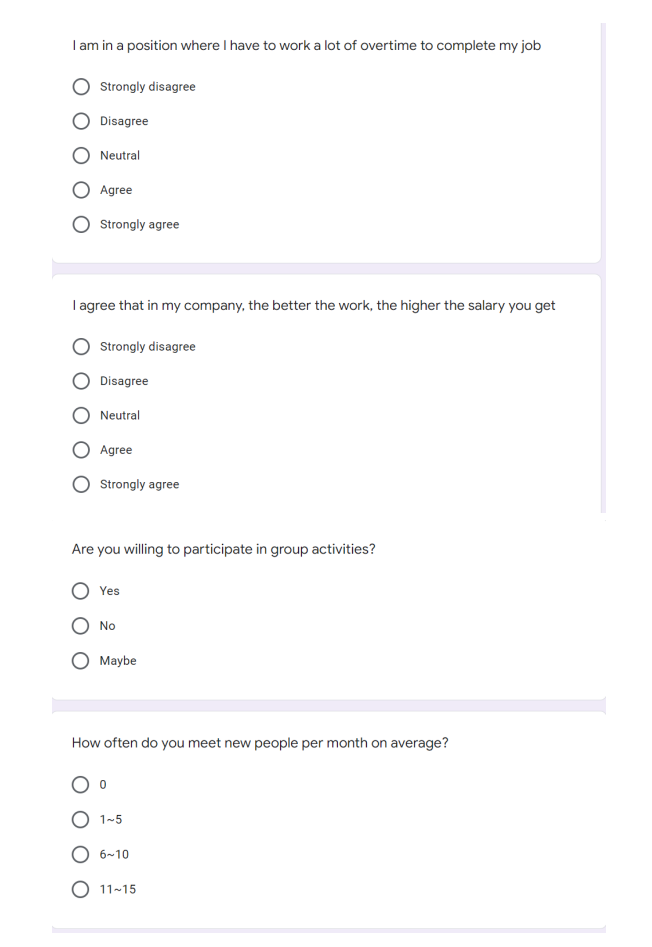 I am in a position where I have to work a lot of overtime to complete my job
Strongly disagree
Disagree
Neutral
Agree
Strongly agree
I agree that in my company, the better the work, the higher the salary you get
Strongly disagree
Disagree
Neutral
Agree
Strongly agree
Are you willing to participate in group activities?
Yes
No
Maybe
How often do you meet new people per month on average?
0
1~5
6~10
11~15